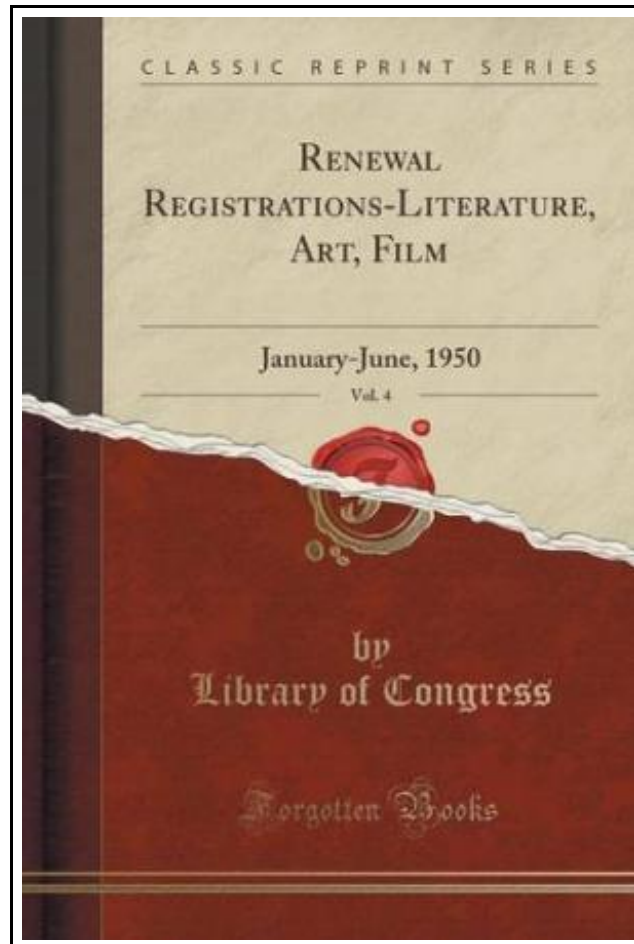 CLASSIC REPRINT SERIES
RENEWAL
REGISTRATIONS-LITERATURE,
ART, FILM
January-June, 1950
Vol. 4
F
by
Library of Congress
Forgotten Books